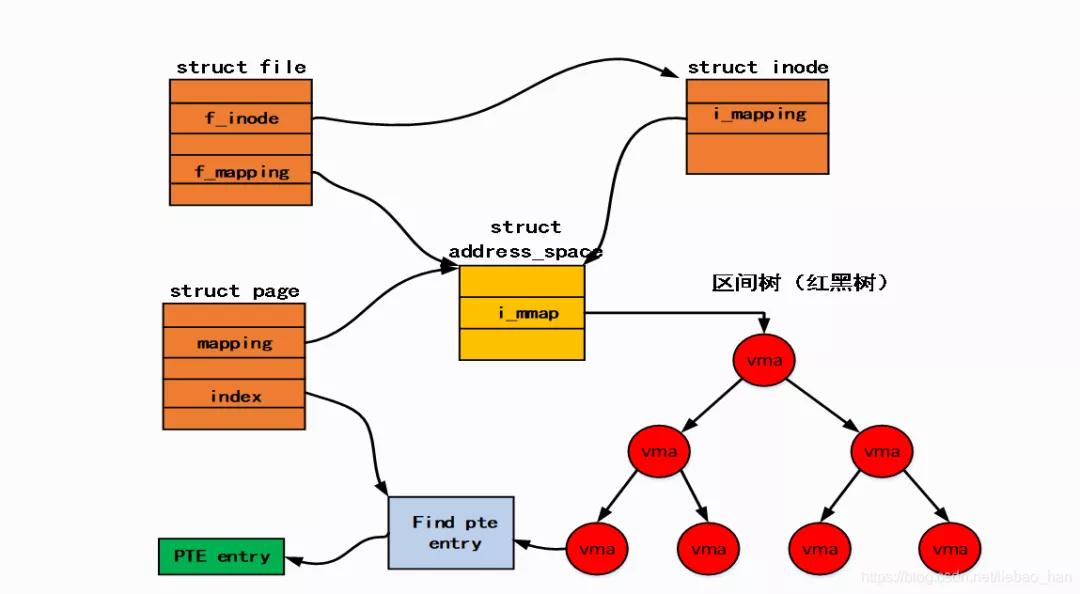 struct file
f_inode
f_mapping
struct inode
i_mapping
struct
address_space
i_mmap
struct page
mapping
index
区间树（红黑树）
vma
vma
vma
vma
vma
vma
vma
Find pte
entry
PTE entry
https://blog.csdn.net/liebao_han